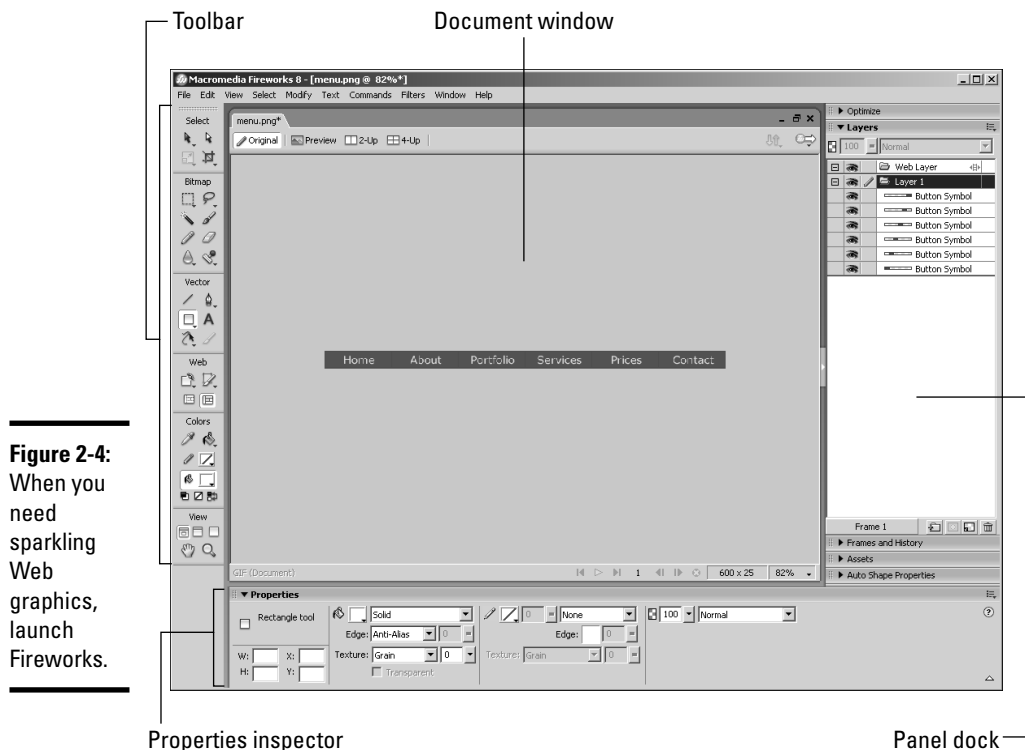 Toolbar
Document window
Macromedia Fireworks 8 - [menu.png @ 82%*]
File Edit View Select Modify Text Commands Filters Window Help
Select
Bitmap
Vector
A
Web
Colors
View
menu.png*
Original Preview 2-Up 4-Up
Home About Portfolio Services Prices Contact
GIF (Document) 1 600 x 25 82%
Optimize
Layers
100 Normal
Web Layer
Layer 1
Button Symbol
Button Symbol
Button Symbol
Button Symbol
Button Symbol
Button Symbol
Frame 1
Frames and History
Assets
Auto Shape Properties
Properties
Rectangle tool
W: X:
H: Y:
Solid
Edge: Anti-Alias 0
Texture: Grain 0
Transparent
0 None
Edge: 0
Texture: Grain 0
100 Normal
?
Figure 2-4:
When you
need
sparkling
Web
graphics,
launch
Fireworks.
Properties inspector
Panel dock